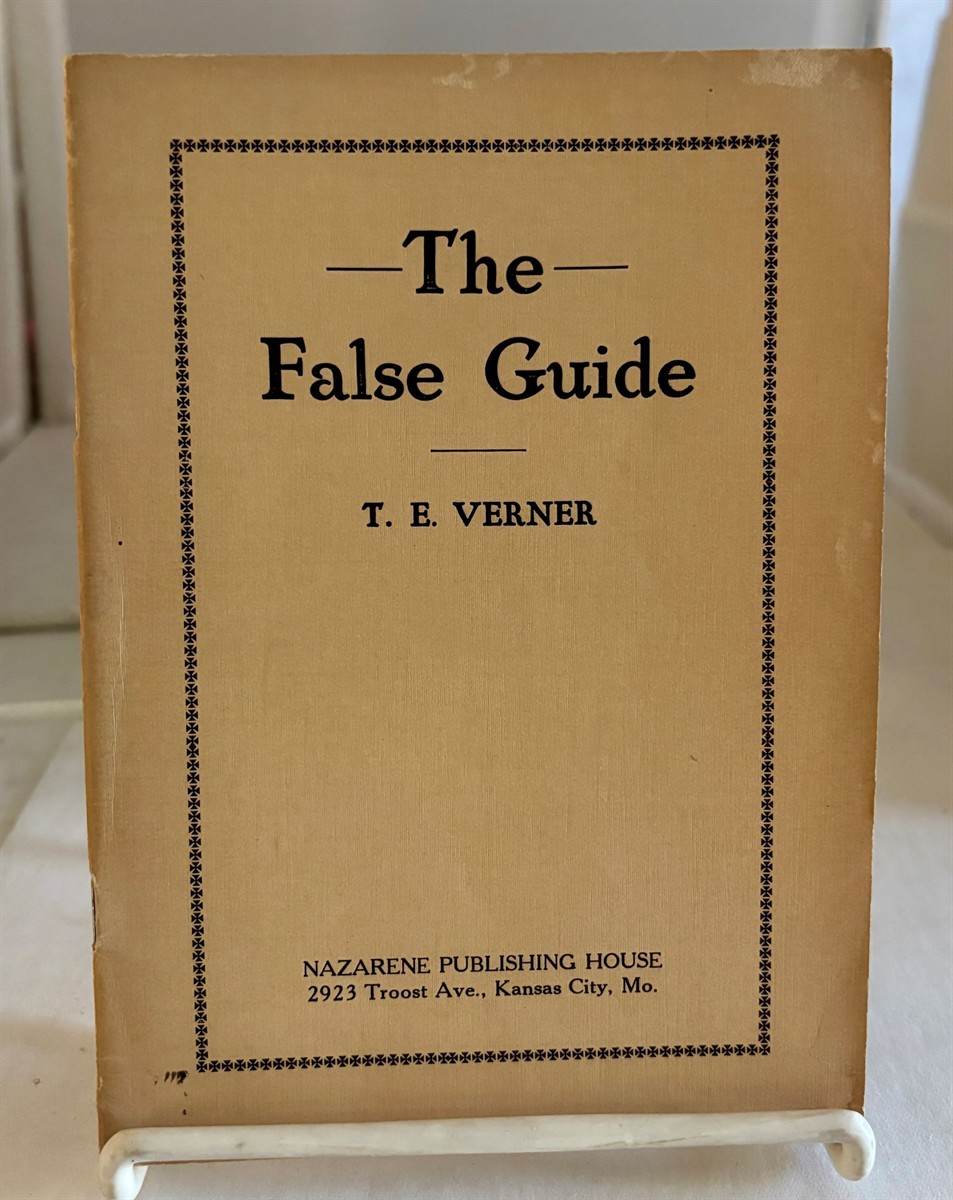 The
False Guide
T. E. VERNER
NAZARENE PUBLISHING HOUSE
2923 Troost Ave., Kansas City, Mo.